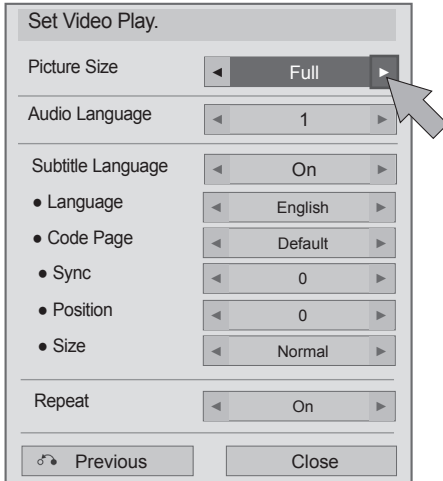 Set Video Play.
Picture Size ◄ Full ►
Audio Language ◄ 1 ►
Subtitle Language ◄ On ►
● Language ◄ English ►
● Code Page ◄ Default ►
● Sync ◄ 0 ►
● Position ◄ 0 ►
● Size ◄ Normal ►
Repeat ◄ On ►
Previous Close